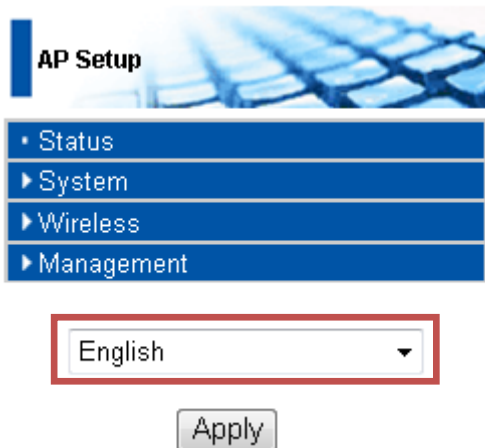 AP Setup
Status
System
Wireless
Management
English
Apply